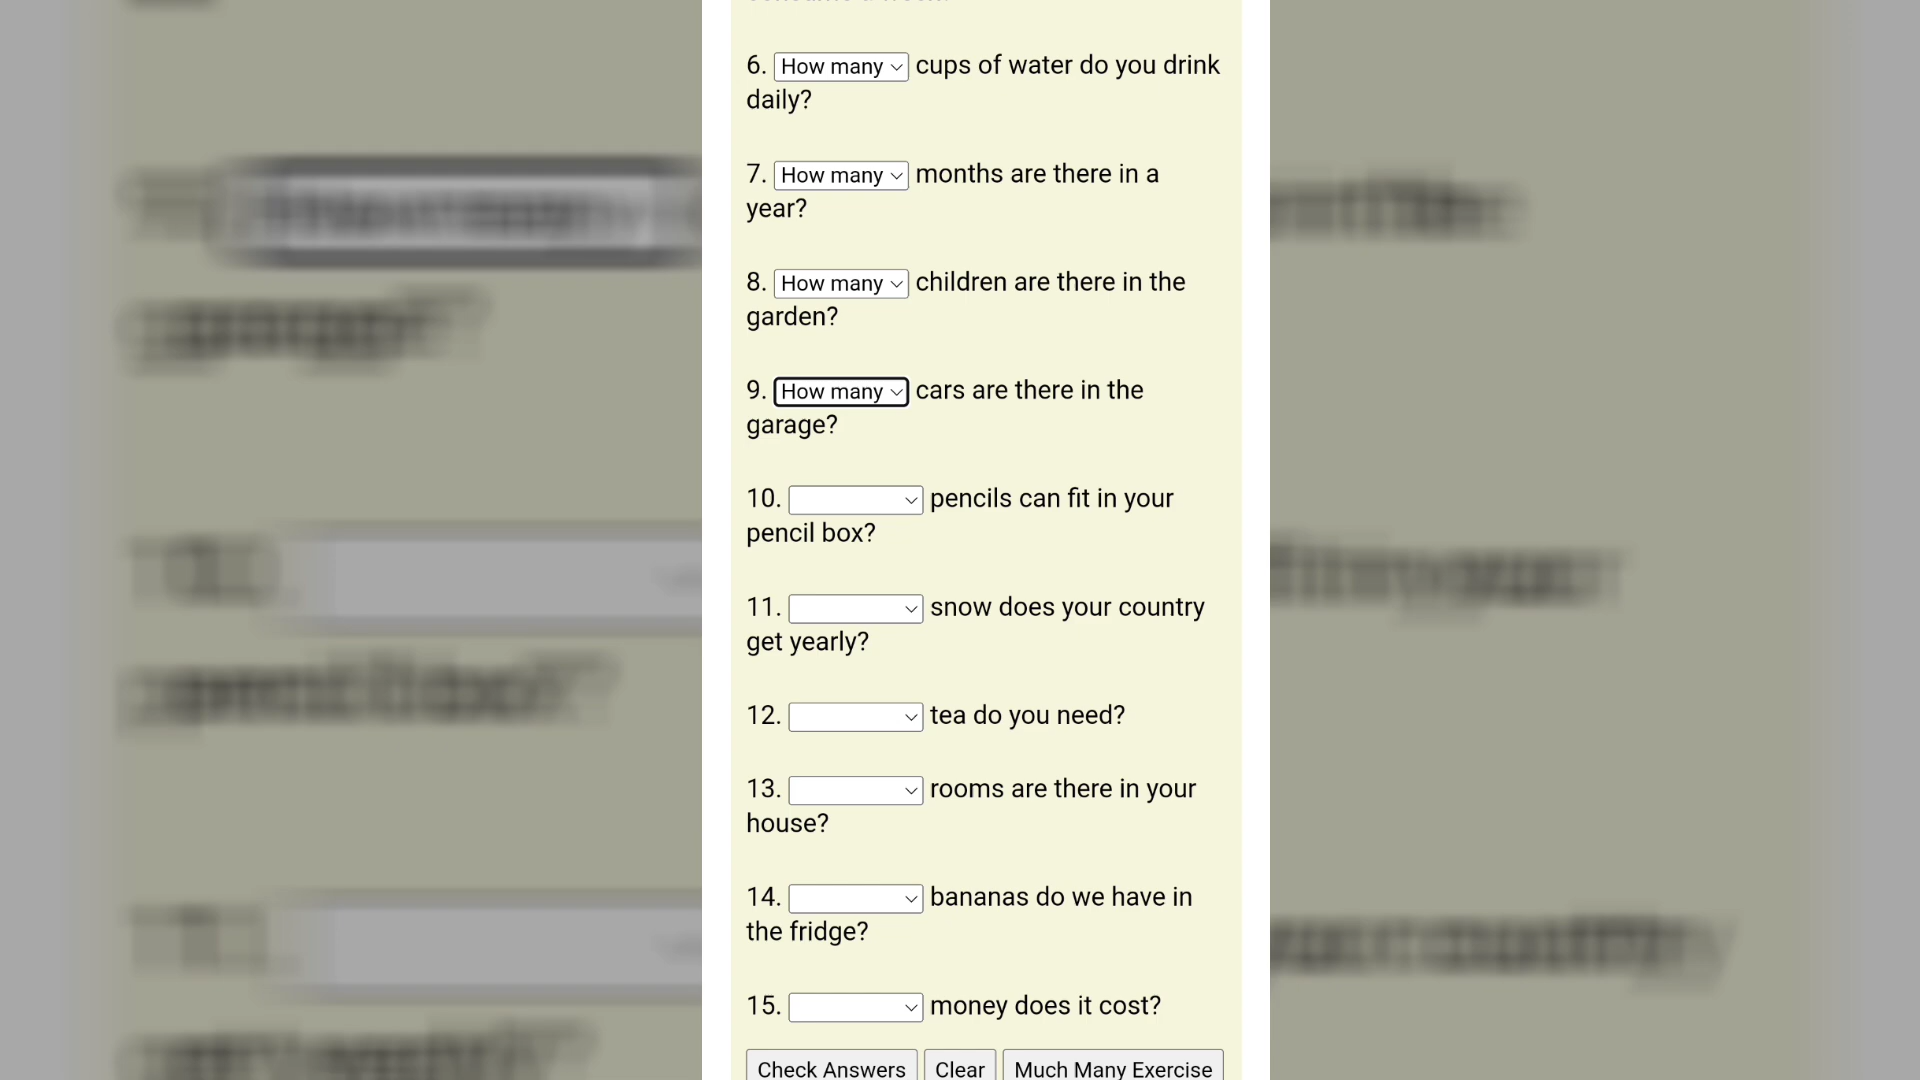 6. How many cups of water do you drink
daily?
7. How many months are there in a
year?
8. How many children are there in the
garden?
9. How many cars are there in the
garage?
10. pencils can fit in your
pencil box?
11. snow does your country
get yearly?
12. tea do you need?
13. rooms are there in your
house?
14. bananas do we have in
the fridge?
15. money does it cost?
Check Answers Clear Much Many Exercise